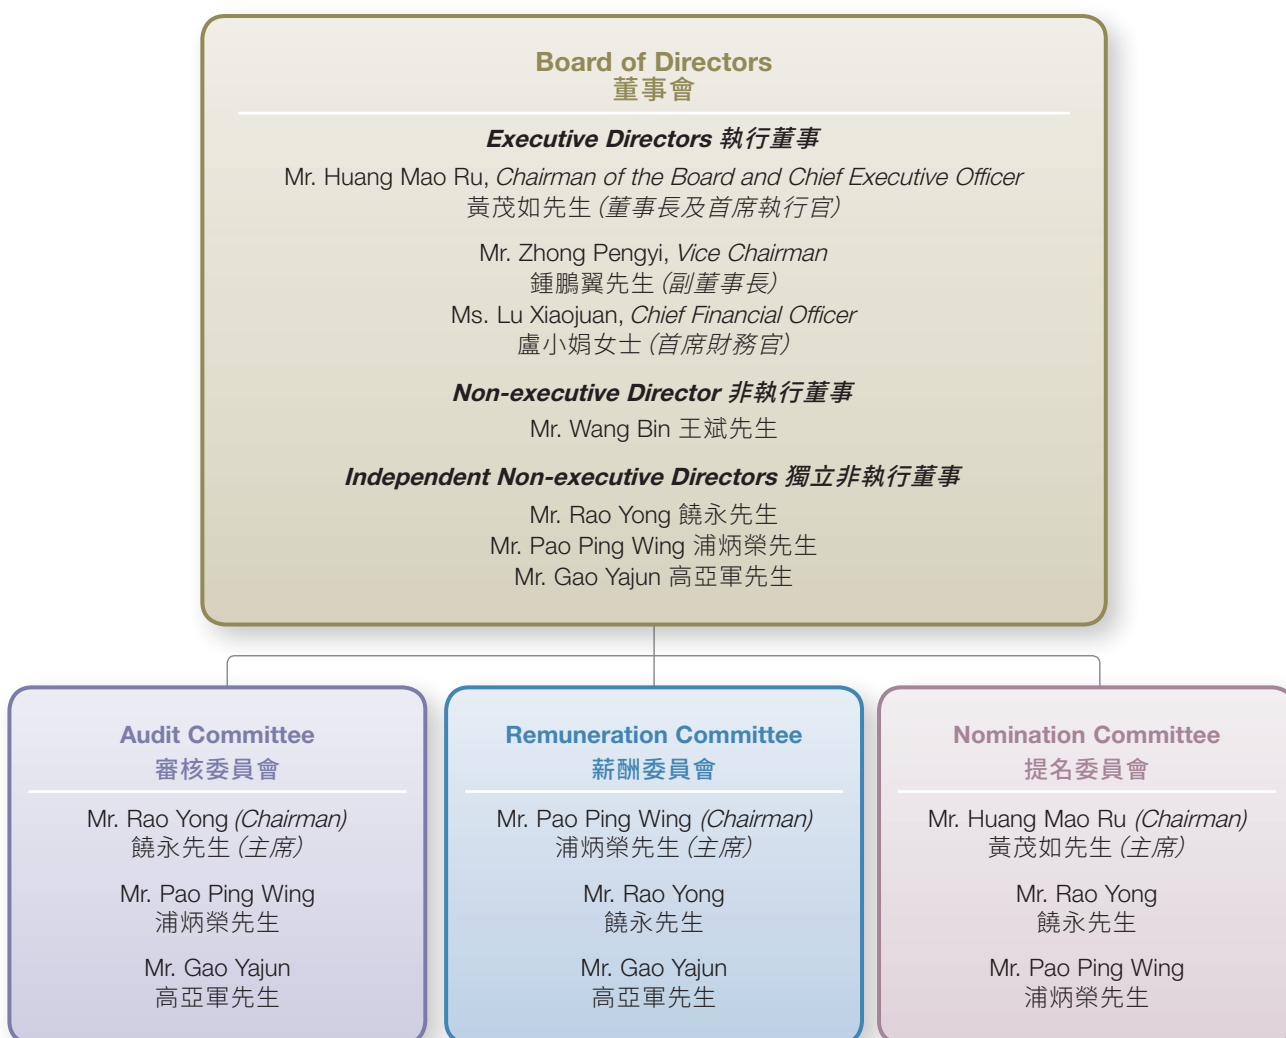 Board of Directors
董事會
Executive Directors 執行董事
Mr. Huang Mao Ru, Chairman of the Board and Chief Executive Officer
黃茂如先生(董事長及首席執行官)
Mr. Zhong Pengyi, Vice Chairman
鍾鵬翼先生(副董事長)
Ms. Lu Xiaojuan, Chief Financial Officer
盧小娟女士(首席財務官)
Non-executive Director 非執行董事
Mr. Wang Bin 王斌先生
Independent Non-executive Directors 獨立非執行董事
Mr. Rao Yong 饒永先生
Mr. Pao Ping Wing 浦炳榮先生
Mr. Gao Yajun 高亞軍先生
Audit Committee
審核委員會
Mr. Rao Yong (Chairman)
饒永先生(主席)
Mr. Pao Ping Wing
浦炳榮先生
Mr. Gao Yajun
高亞軍先生
Remuneration Committee
薪酬委員會
Mr. Pao Ping Wing (Chairman)
浦炳榮先生(主席)
Mr. Rao Yong
饒永先生
Mr. Gao Yajun
高亞軍先生
Nomination Committee
提名委員會
Mr. Huang Mao Ru (Chairman)
黃茂如先生(主席)
Mr. Rao Yong
饒永先生
Mr. Pao Ping Wing
浦炳榮先生